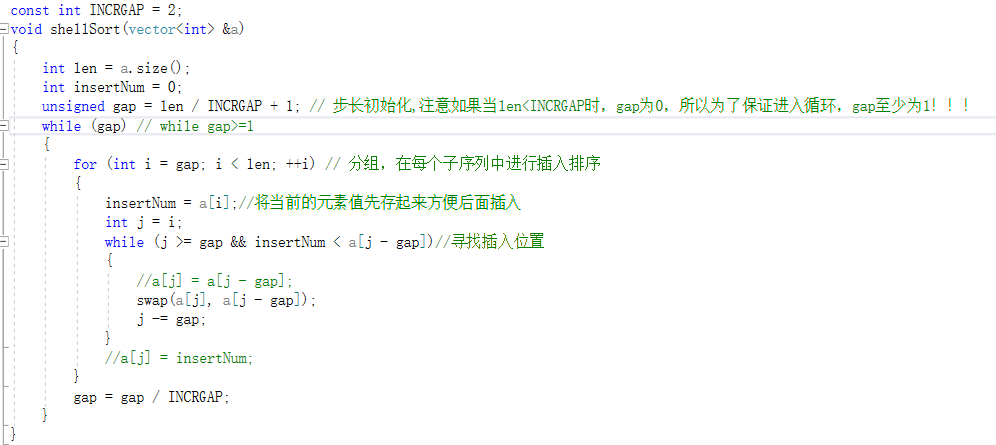 const int INCRGAP = 2;
void shellSort(vector<int> &a)
{
    int len = a.size();
    int insertNum = 0;
    unsigned gap = len / INCRGAP + 1; // 步长初始化,注意如果当len<INCRGAP时，gap为0，所以为了保证进入循环，gap至少为1！！！
    while (gap) // while gap>=1
    {
        for (int i = gap; i < len; ++i) // 分组，在每个子序列中进行插入排序
        {
            insertNum = a[i];//将当前的元素值先存起来方便后面插入
            int j = i;
            while (j >= gap && insertNum < a[j - gap])//寻找插入位置
            {
                //a[j] = a[j - gap];
                swap(a[j], a[j - gap]);
                j -= gap;
            }
            //a[j] = insertNum;
        }
        gap = gap / INCRGAP;
    }
}